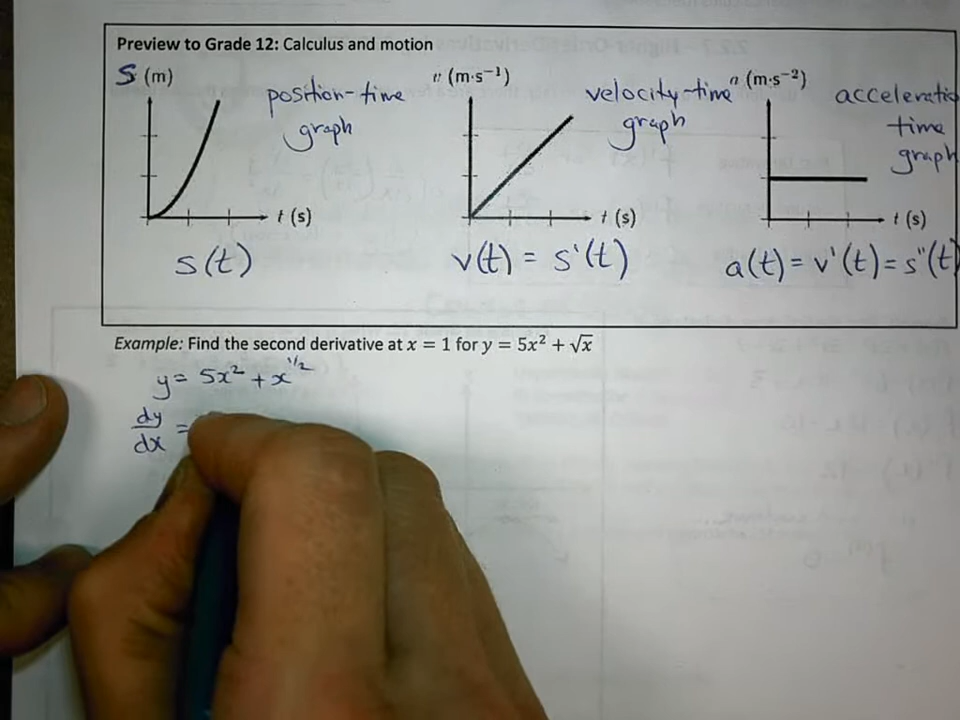 Preview to Grade 12: Calculus and motion
S (m)
position-time
graph
t (s)
s(t)
v (m·s⁻¹)
velocity-time
graph
t (s)
v(t) = s'(t)
a (m·s⁻²)
acceleratio
time
graph
t (s)
a(t) = v'(t) = s"(t)
Example: Find the second derivative at x = 1 for y = 5x² + √x
y = 5x² + x^1/2
dy/dx =